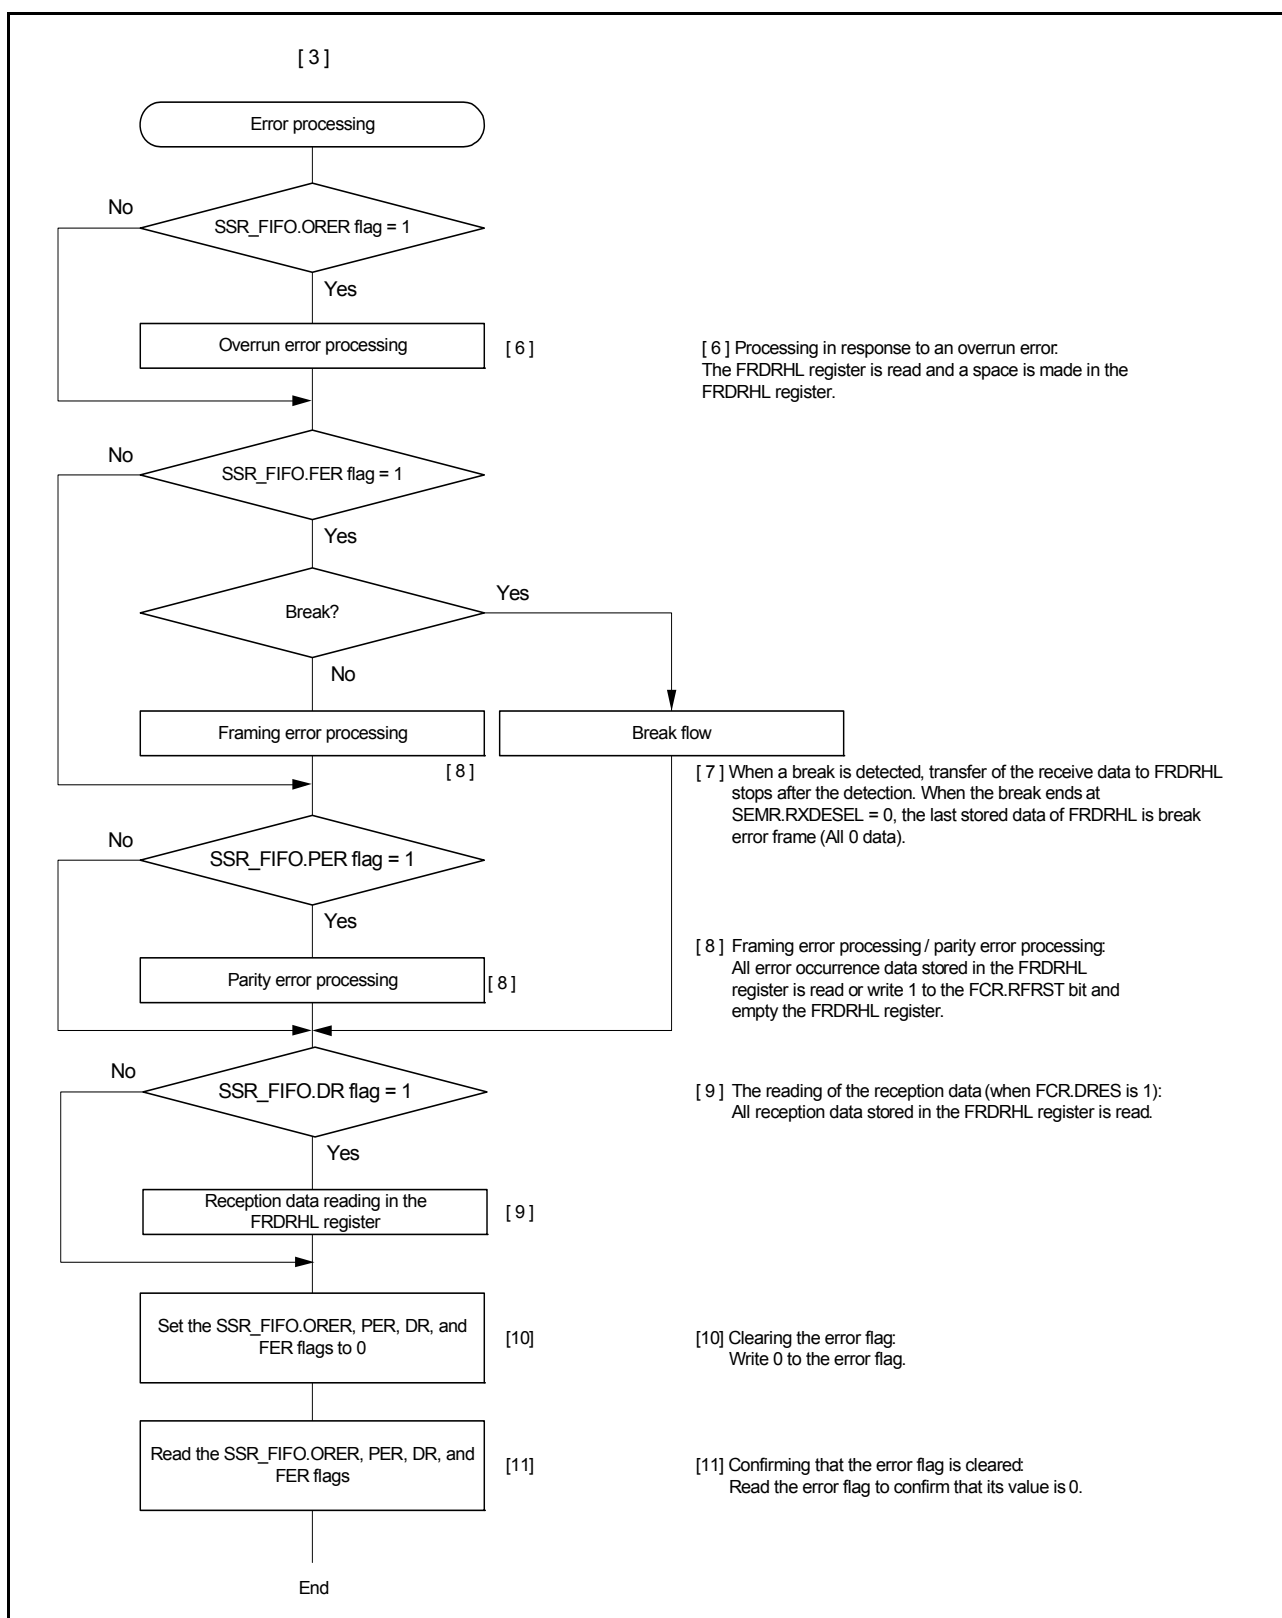 [ 3 ]
Error processing
No
SSR_FIFO.ORER flag = 1
Yes
Overrun error processing
[ 6 ]
[ 6 ] Processing in response to an overrun error:
The FRDRHL register is read and a space is made in the
FRDRHL register.
No
SSR_FIFO.FER flag = 1
Yes
Break?
Yes
No
Framing error processing
Break flow
[ 8 ]
[ 7 ] When a break is detected, transfer of the receive data to FRDRHL
stops after the detection. When the break ends at
SEMR.RXDESEL = 0, the last stored data of FRDRHL is break
error frame (All 0 data).
No
SSR_FIFO.PER flag = 1
Yes
Parity error processing
[ 8 ]
[ 8 ] Framing error processing / parity error processing:
All error occurrence data stored in the FRDRHL
register is read or write 1 to the FCR.RFRST bit and
empty the FRDRHL register.
No
SSR_FIFO.DR flag = 1
Yes
[ 9 ] The reading of the reception data (when FCR.DRES is 1):
All reception data stored in the FRDRHL register is read.
Reception data reading in the
FRDRHL register
[ 9 ]
Set the SSR_FIFO.ORER, PER, DR, and
FER flags to 0
[10]
[10] Clearing the error flag:
Write 0 to the error flag.
Read the SSR_FIFO.ORER, PER, DR, and
FER flags
[11]
[11] Confirming that the error flag is cleared:
Read the error flag to confirm that its value is 0.
End